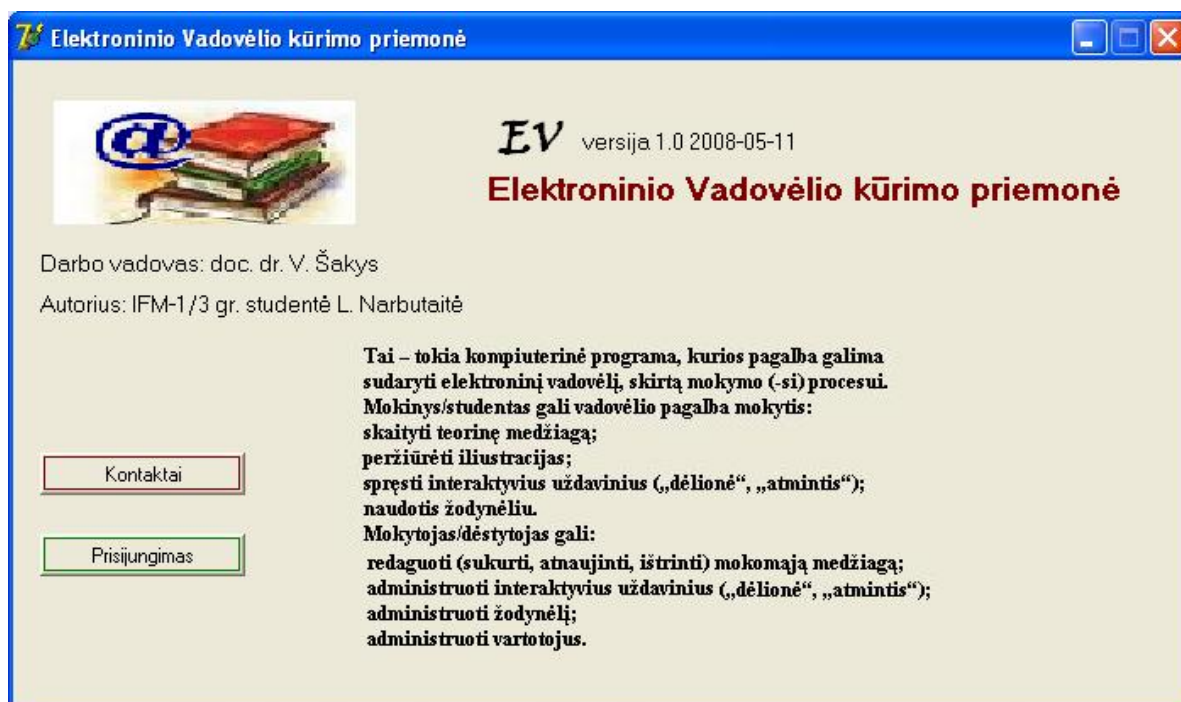 Elektroninio Vadovėlio kūrimo priemonė
EV versija 1.0 2008-05-11
Elektroninio Vadovėlio kūrimo priemonė
Darbo vadovas: doc. dr. V. Šakys
Autorius: IFM-1/3 gr. studentė L. Narbutaitė
Tai – tokia kompiuterinė programa, kurios pagalba galima
sudaryti elektroninį vadovėlį, skirtą mokymo (-si) procesui.
Mokinys/studentas gali vadovėlio pagalba mokytis:
skaityti teorinę medžiagą;
peržiūrėti iliustracijas;
spręsti interaktyvius uždavinius („dėlionė“, „atmintis“);
naudotis žodynėliu.
Mokytojas/dėstytojas gali:
redaguoti (sukurti, atnaujinti, ištrinti) mokomąją medžiagą;
administruoti interaktyvius uždavinius („dėlionė“, „atmintis“);
administruoti žodynėlį;
administruoti vartotojus.
Kontaktai
Prisijungimas